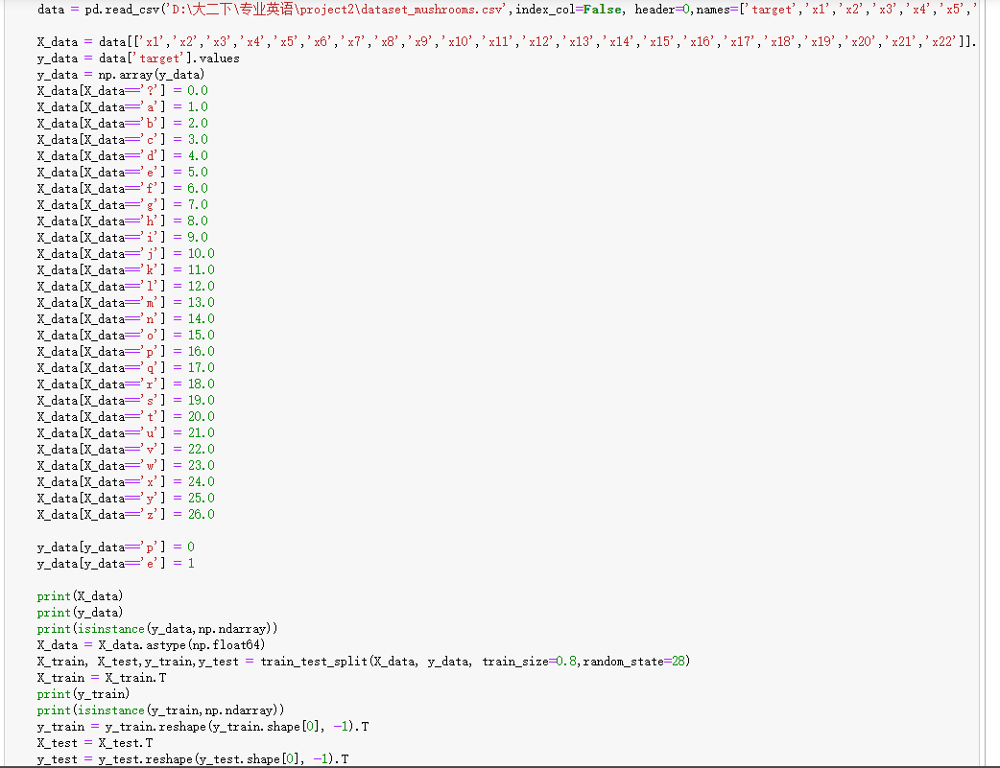 data = pd.read_csv('D:\大二下\专业英语\project2\dataset_mushrooms.csv',index_col=False, header=0,names=['target','x1','x2','x3','x4','x5','
X_data = data[['x1','x2','x3','x4','x5','x6','x7','x8','x9','x10','x11','x12','x13','x14','x15','x16','x17','x18','x19','x20','x21','x22']].
y_data = data['target'].values
y_data = np.array(y_data)
X_data[X_data=='?'] = 0.0
X_data[X_data=='a'] = 1.0
X_data[X_data=='b'] = 2.0
X_data[X_data=='c'] = 3.0
X_data[X_data=='d'] = 4.0
X_data[X_data=='e'] = 5.0
X_data[X_data=='f'] = 6.0
X_data[X_data=='g'] = 7.0
X_data[X_data=='h'] = 8.0
X_data[X_data=='i'] = 9.0
X_data[X_data=='j'] = 10.0
X_data[X_data=='k'] = 11.0
X_data[X_data=='l'] = 12.0
X_data[X_data=='m'] = 13.0
X_data[X_data=='n'] = 14.0
X_data[X_data=='o'] = 15.0
X_data[X_data=='p'] = 16.0
X_data[X_data=='q'] = 17.0
X_data[X_data=='r'] = 18.0
X_data[X_data=='s'] = 19.0
X_data[X_data=='t'] = 20.0
X_data[X_data=='u'] = 21.0
X_data[X_data=='v'] = 22.0
X_data[X_data=='w'] = 23.0
X_data[X_data=='x'] = 24.0
X_data[X_data=='y'] = 25.0
X_data[X_data=='z'] = 26.0
y_data[y_data=='p'] = 0
y_data[y_data=='e'] = 1
print(X_data)
print(y_data)
print(isinstance(y_data,np.ndarray))
X_data = X_data.astype(np.float64)
X_train, X_test,y_train,y_test = train_test_split(X_data, y_data, train_size=0.8,random_state=28)
X_train = X_train.T
print(y_train)
print(isinstance(y_train,np.ndarray))
y_train = y_train.reshape(y_train.shape[0], -1).T
X_test = X_test.T
y_test = y_test.reshape(y_test.shape[0], -1).T